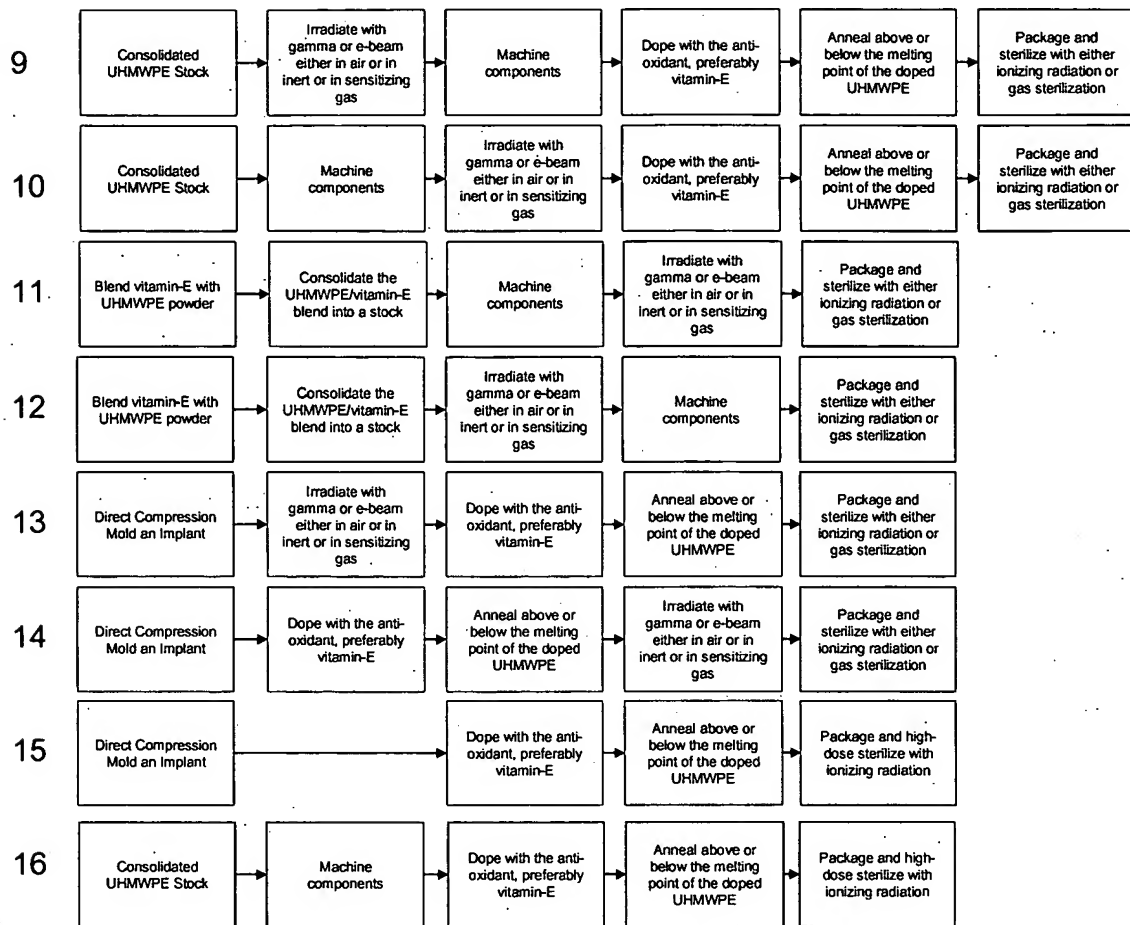 9
Consolidated
UHMWPE Stock
Irradiate with
gamma or e-beam
either in air or in
inert or in sensitizing
gas
Machine
components
Dope with the anti-
oxidant, preferably
vitamin-E
Anneal above or
below the melting
point of the doped
UHMWPE
Package and
sterilize with either
ionizing radiation or
gas sterilization
10
Consolidated
UHMWPE Stock
Machine
components
Irradiate with
gamma or e-beam
either in air or in
inert or in sensitizing
gas
Dope with the anti-
oxidant, preferably
vitamin-E
Anneal above or
below the melting
point of the doped
UHMWPE
Package and
sterilize with either
ionizing radiation or
gas sterilization
11
Blend vitamin-E with
UHMWPE powder
Consolidate the
UHMWPE/vitamin-E
blend into a stock
Machine
components
Irradiate with
gamma or e-beam
either in air or in
inert or in sensitizing
gas
Package and
sterilize with either
ionizing radiation or
gas sterilization
12
Blend vitamin-E with
UHMWPE powder
Consolidate the
UHMWPE/vitamin-E
blend into a stock
Irradiate with
gamma or e-beam
either in air or in
inert or in sensitizing
gas
Machine
components
Package and
sterilize with either
ionizing radiation or
gas sterilization
13
Direct Compression
Mold an Implant
Irradiate with
gamma or e-beam
either in air or in
inert or in sensitizing
gas
Dope with the anti-
oxidant, preferably
vitamin-E
Anneal above or
below the melting
point of the doped
UHMWPE
Package and
sterilize with either
ionizing radiation or
gas sterilization
14
Direct Compression
Mold an Implant
Dope with the anti-
oxidant, preferably
vitamin-E
Anneal above or
below the melting
point of the doped
UHMWPE
Irradiate with
gamma or e-beam
either in air or in
inert or in sensitizing
gas
Package and
sterilize with either
ionizing radiation or
gas sterilization
15
Direct Compression
Mold an Implant
Dope with the anti-
oxidant, preferably
vitamin-E
Anneal above or
below the melting
point of the doped
UHMWPE
Package and high-
dose sterilize with
ionizing radiation
16
Consolidated
UHMWPE Stock
Machine
components
Dope with the anti-
oxidant, preferably
vitamin-E
Anneal above or
below the melting
point of the doped
UHMWPE
Package and high-
dose sterilize with
ionizing radiation